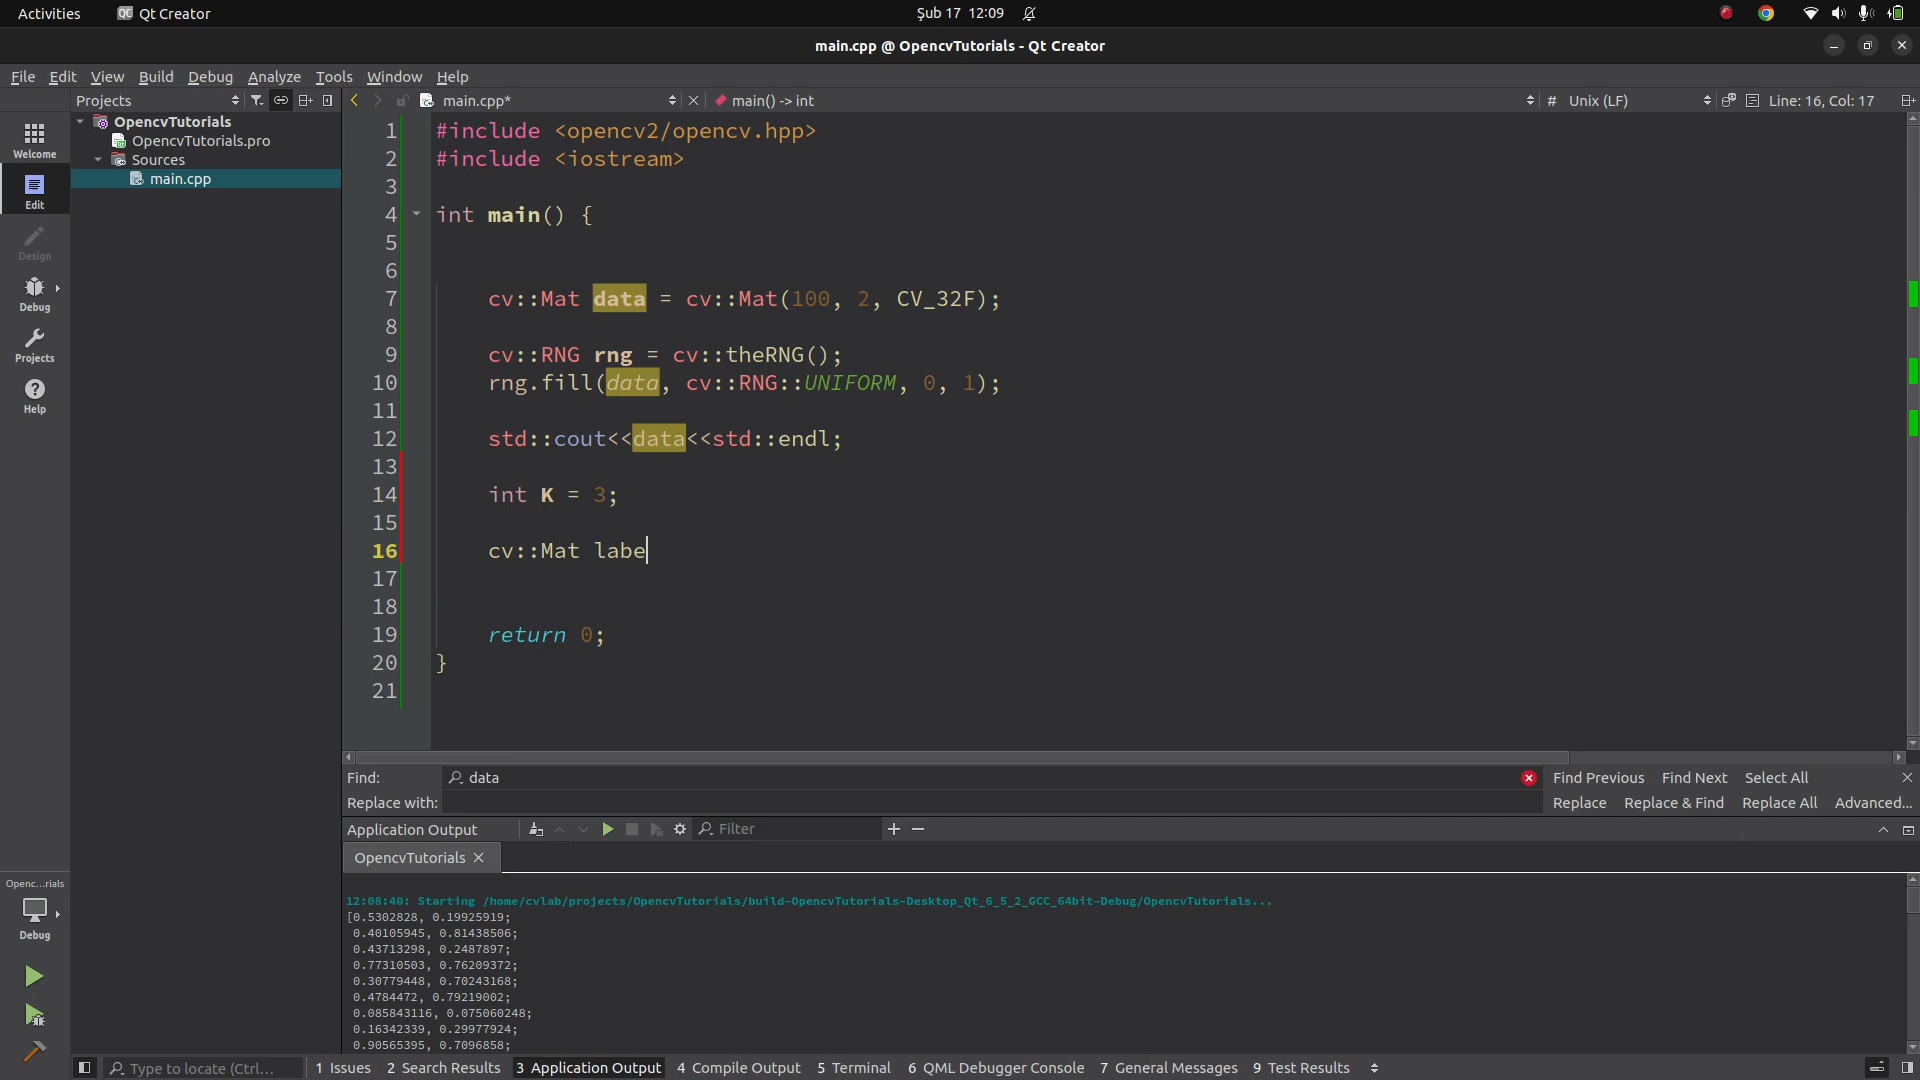 Activities
Qt Creator
Şub 17 12:09
main.cpp @ OpencvTutorials - Qt Creator
File Edit View Build Debug Analyze Tools Window Help
Projects
main.cpp*
main() -> int
# Unix (LF)
Line: 16, Col: 17
OpencvTutorials
OpencvTutorials.pro
Sources
main.cpp
Welcome
Edit
Design
Debug
Projects
Help
1 #include <opencv2/opencv.hpp>
2 #include <iostream>
3
4 int main() {
5
6
7 cv::Mat data = cv::Mat(100, 2, CV_32F);
8
9 cv::RNG rng = cv::theRNG();
10 rng.fill(data, cv::RNG::UNIFORM, 0, 1);
11
12 std::cout<<data<<std::endl;
13
14 int K = 3;
15
16 cv::Mat labe
17
18
19 return 0;
20 }
21
Find: data
Find Previous Find Next Select All
Replace with:
Replace Replace & Find Replace All Advanced...
Application Output
Filter
OpencvTutorials
12:08:40: Starting /home/cvlab/projects/OpencvTutorials/build-OpencvTutorials-Desktop_Qt_6_5_2_GCC_64bit-Debug/OpencvTutorials...
[0.5302828, 0.19925919;
0.40105945, 0.81438506;
0.43713298, 0.2487897;
0.77310503, 0.76209372;
0.30779448, 0.70243168;
0.4784472, 0.79219002;
0.085843116, 0.075060248;
0.16342339, 0.29977924;
0.90565395, 0.7096858;
Openc...rials
Debug
Type to locate (Ctrl...
1 Issues
2 Search Results
3 Application Output
4 Compile Output
5 Terminal
6 QML Debugger Console
7 General Messages
9 Test Results